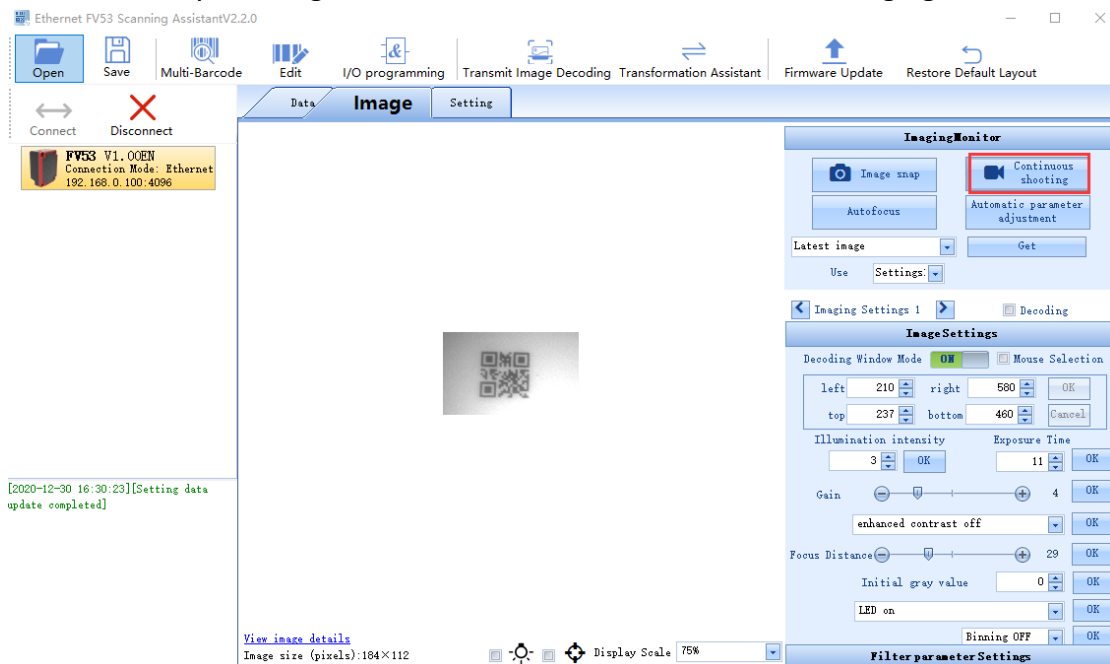 Ethernet FV53 Scanning AssistantV2.2.0
Open Save Multi-Barcode Edit I/O programming Transmit Image Decoding Transformation Assistant Firmware Update Restore Default Layout
Connect Disconnect
FV53 V1.00EN
Connection Mode: Ethernet
192.168.0.100:4096
[2020-12-30 16:30:23][Setting data
update completed]
Data Image Setting
View image details
Image size (pixels):184×112
Display Scale 75%
ImagingMonitor
Image snap
Continuous
shooting
Autofocus
Automatic parameter
adjustment
Latest image Get
Use Settings:
Imaging Settings 1 Decoding
ImageSettings
Decoding Window Mode ON Mouse Selection
left 210 right 580 OK
top 237 bottom 460 Cancel
Illumination intensity Exposure Time
3 OK 11 OK
Gain 4 OK
enhanced contrast off OK
Focus Distance 29 OK
Initial gray value 0 OK
LED on OK
Binning OFF OK
FilterparameterSettings